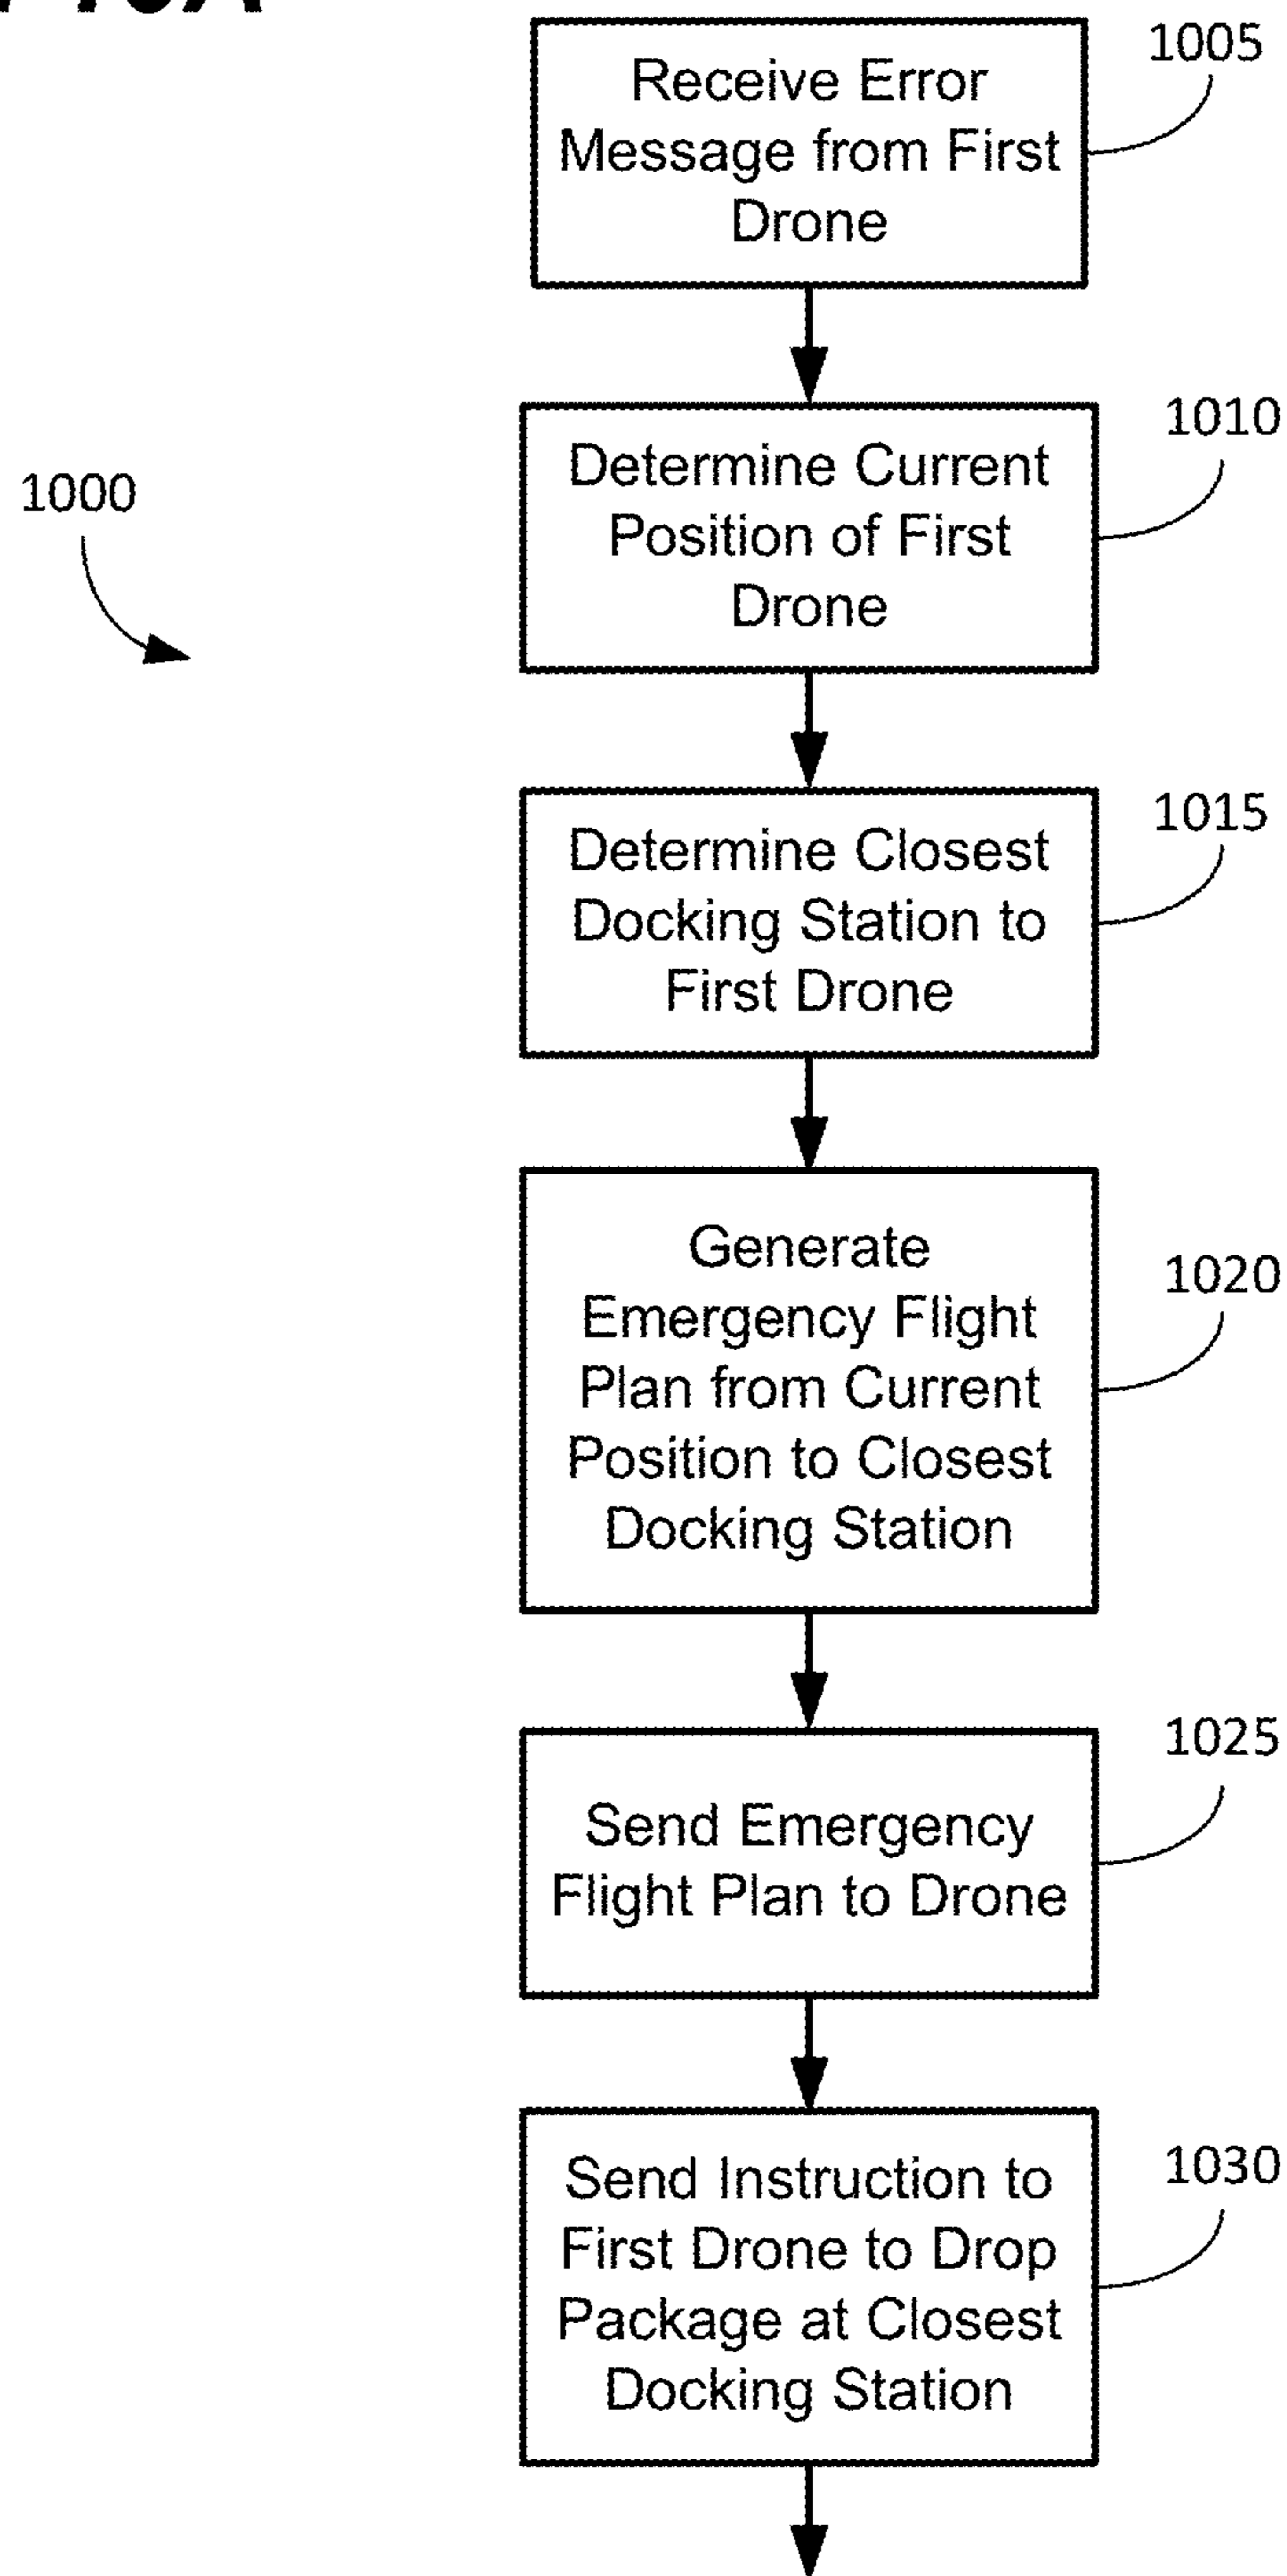 1005
Receive Error
Message from First
Drone
1010
Determine Current
Position of First
Drone
1000
1015
Determine Closest
Docking Station to
First Drone
Generate
Emergency Flight
Plan from Current
Position to Closest
Docking Station
1020
1025
Send Emergency
Flight Plan to Drone
1030
Send Instruction to
First Drone to Drop
Package at Closest
Docking Station